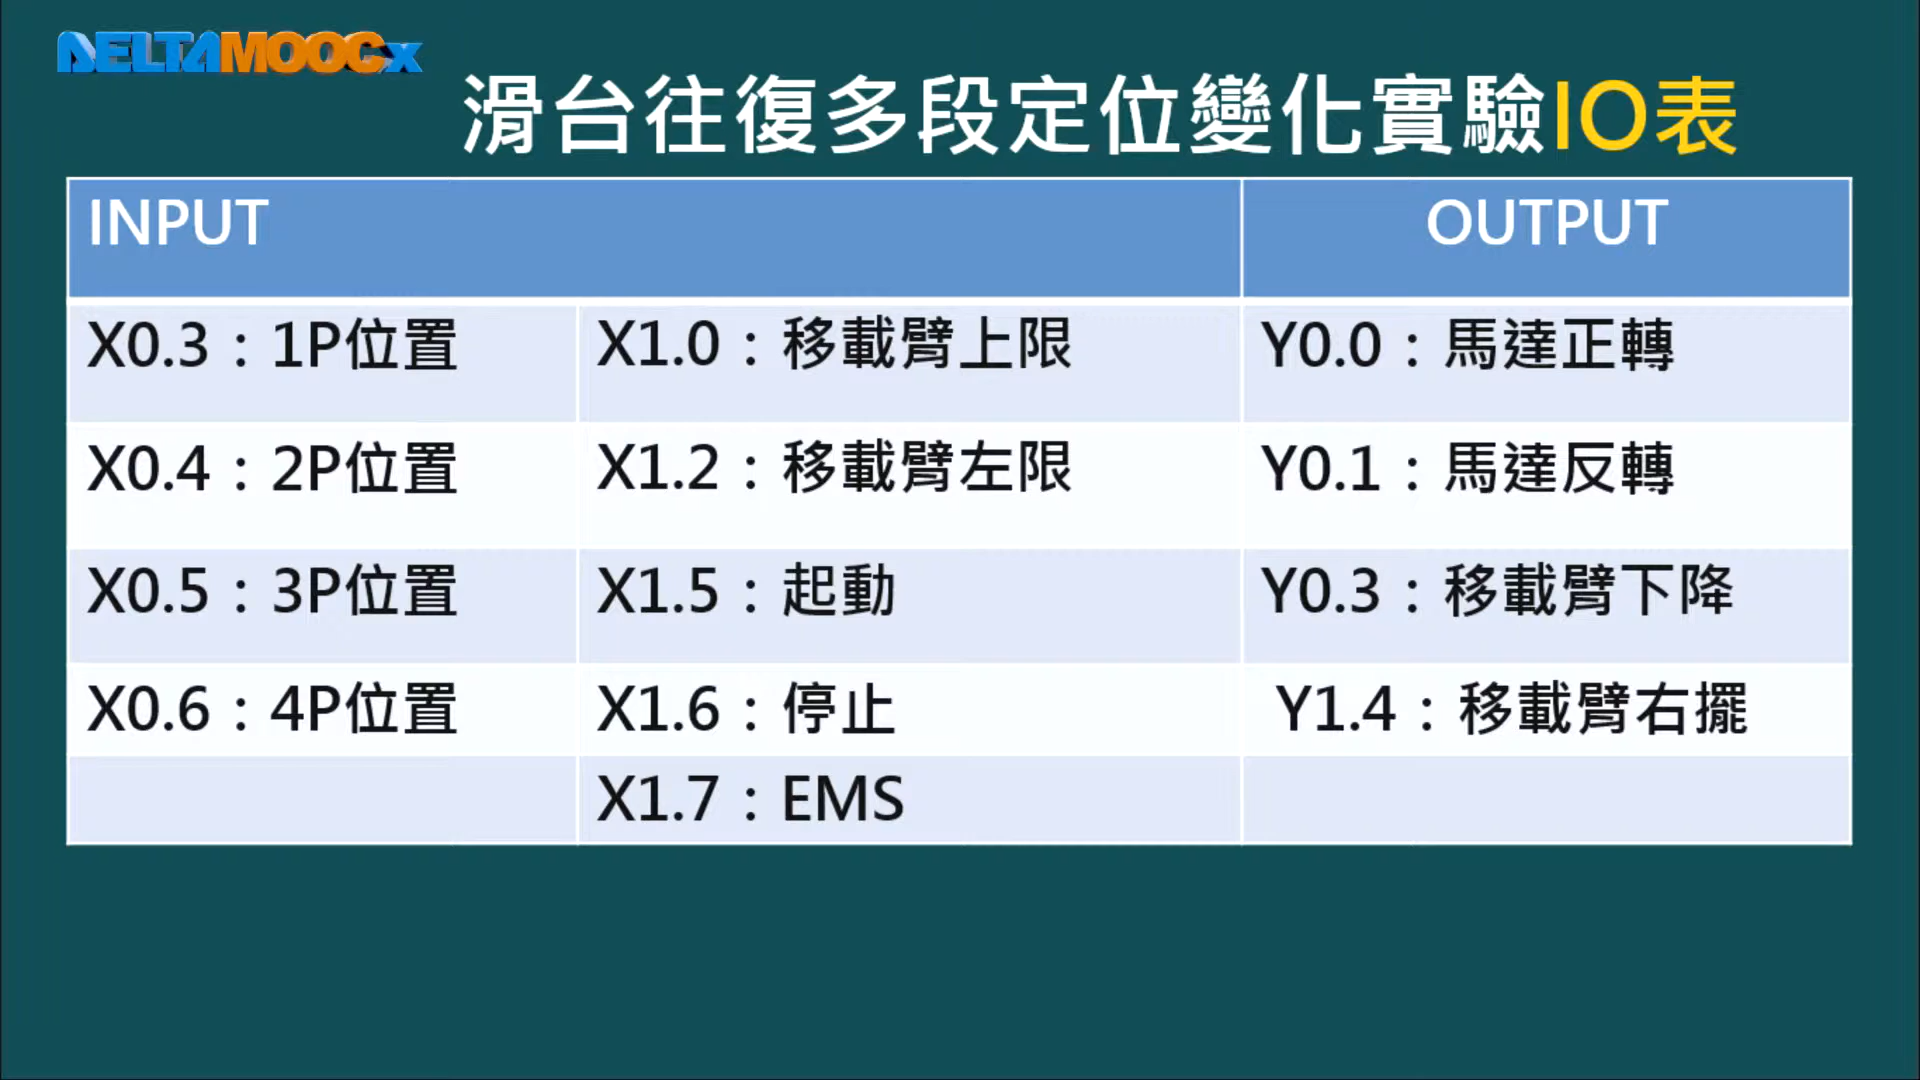 DELTAMOOCx
滑台往復多段定位變化實驗IO表
INPUT OUTPUT
X0.3：1P位置 X1.0：移載臂上限 Y0.0：馬達正轉
X0.4：2P位置 X1.2：移載臂左限 Y0.1：馬達反轉
X0.5：3P位置 X1.5：起動 Y0.3：移載臂下降
X0.6：4P位置 X1.6：停止 Y1.4：移載臂右擺
X1.7：EMS